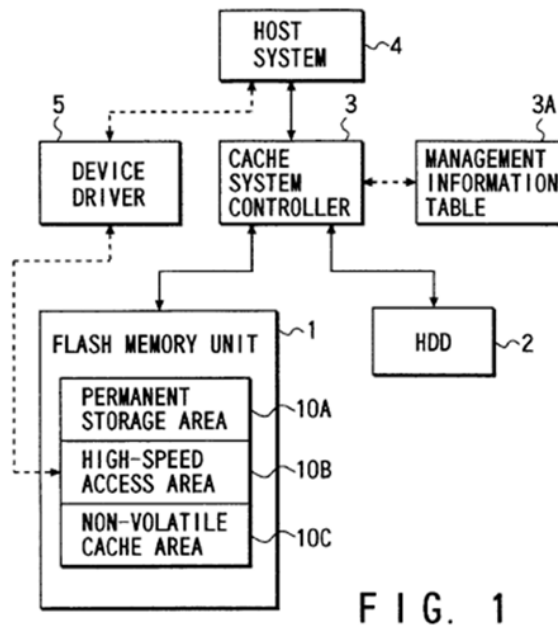 HOST
SYSTEM
4
5
3
3A
DEVICE
DRIVER
CACHE
SYSTEM
CONTROLLER
MANAGEMENT
INFORMATION
TABLE
FLASH MEMORY UNIT
1
HDD
2
PERMANENT
STORAGE AREA
10A
HIGH-SPEED
ACCESS AREA
10B
NON-VOLATILE
CACHE AREA
10C
FIG. 1